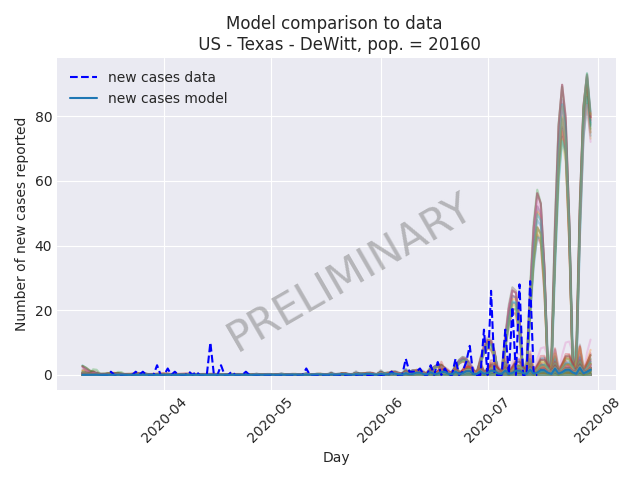 Model comparison to data
US - Texas - DeWitt, pop. = 20160
new cases data
new cases model
Number of new cases reported
80
60
40
20
0
PRELIMINARY
2020-04
2020-05
2020-06
2020-07
2020-08
Day